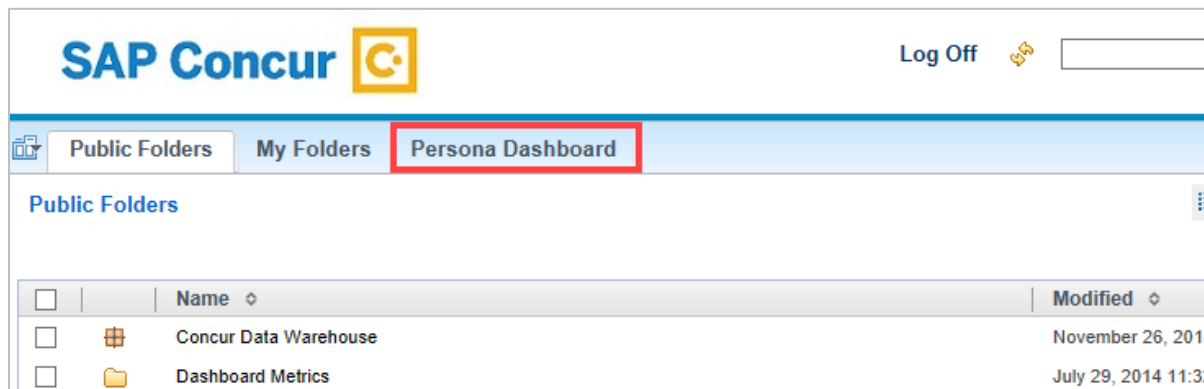 SAP Concur C
Log Off
Public Folders My Folders Persona Dashboard
Public Folders
Name Modified
Concur Data Warehouse November 26, 201
Dashboard Metrics July 29, 2014 11:3